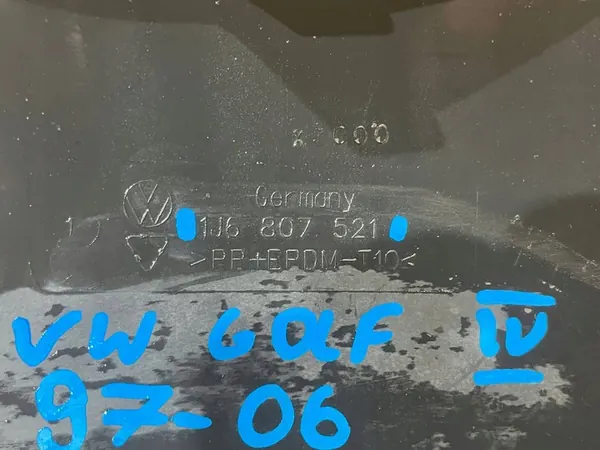 Germany
1J6 807 521
>PP+EPDM-T10<
VW GOLF IV
97-06